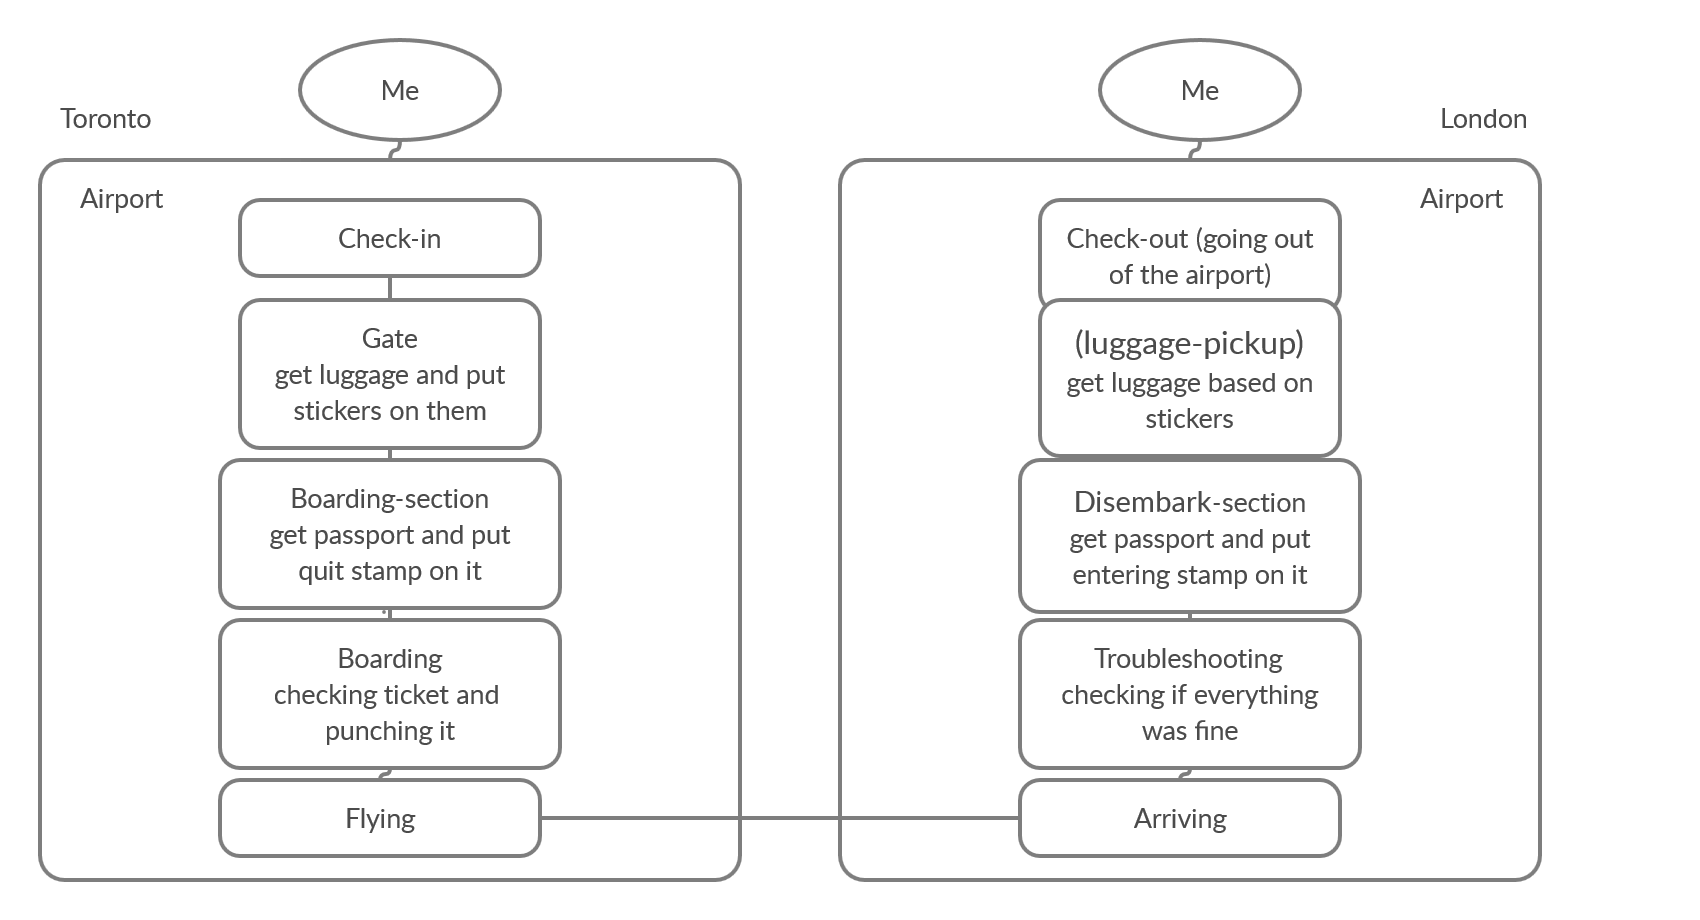 Me
Toronto
Airport
Check-in
Gate
get luggage and put
stickers on them
Boarding-section
get passport and put
quit stamp on it
Boarding
checking ticket and
punching it
Flying
Me
London
Airport
Check-out (going out
of the airport)
(luggage-pickup)
get luggage based on
stickers
Disembark-section
get passport and put
entering stamp on it
Troubleshooting
checking if everything
was fine
Arriving